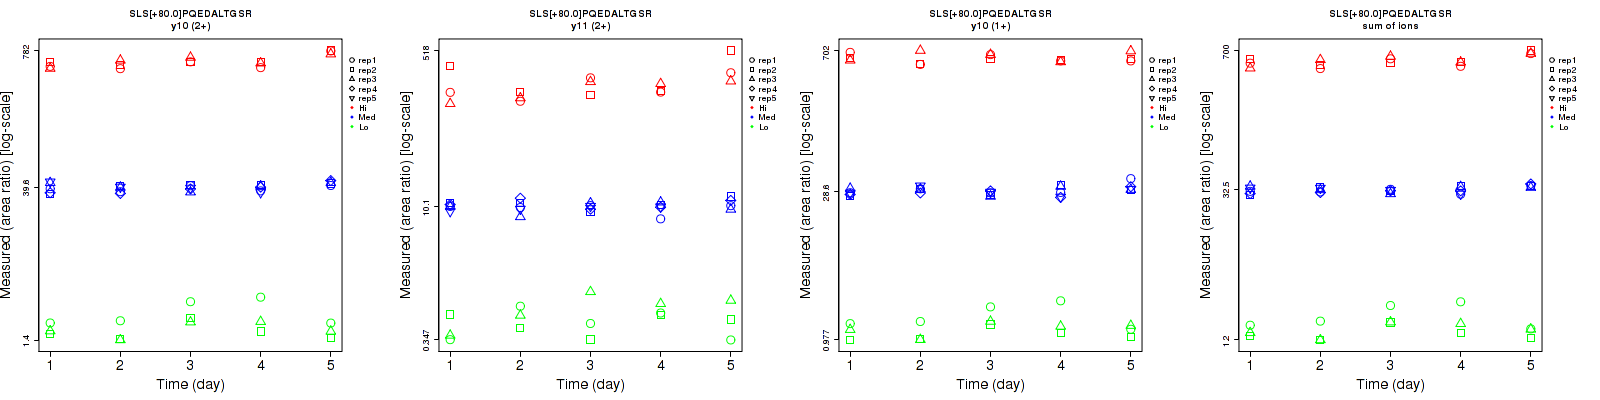 SLS[+80.0]PQEDALTGSR
y10 (2+)
Measured (area ratio) [log-scale]
782
39.6
1.4
1 2 3 4 5
Time (day)
rep1
rep2
rep3
rep4
rep5
Hi
Med
Lo
SLS[+80.0]PQEDALTGSR
y11 (2+)
Measured (area ratio) [log-scale]
518
10.1
0.347
1 2 3 4 5
Time (day)
rep1
rep2
rep3
rep4
rep5
Hi
Med
Lo
SLS[+80.0]PQEDALTGSR
y10 (1+)
Measured (area ratio) [log-scale]
702
28.6
0.977
1 2 3 4 5
Time (day)
rep1
rep2
rep3
rep4
rep5
Hi
Med
Lo
SLS[+80.0]PQEDALTGSR
sum of ions
Measured (area ratio) [log-scale]
700
32.5
1.2
1 2 3 4 5
Time (day)
rep1
rep2
rep3
rep4
rep5
Hi
Med
Lo